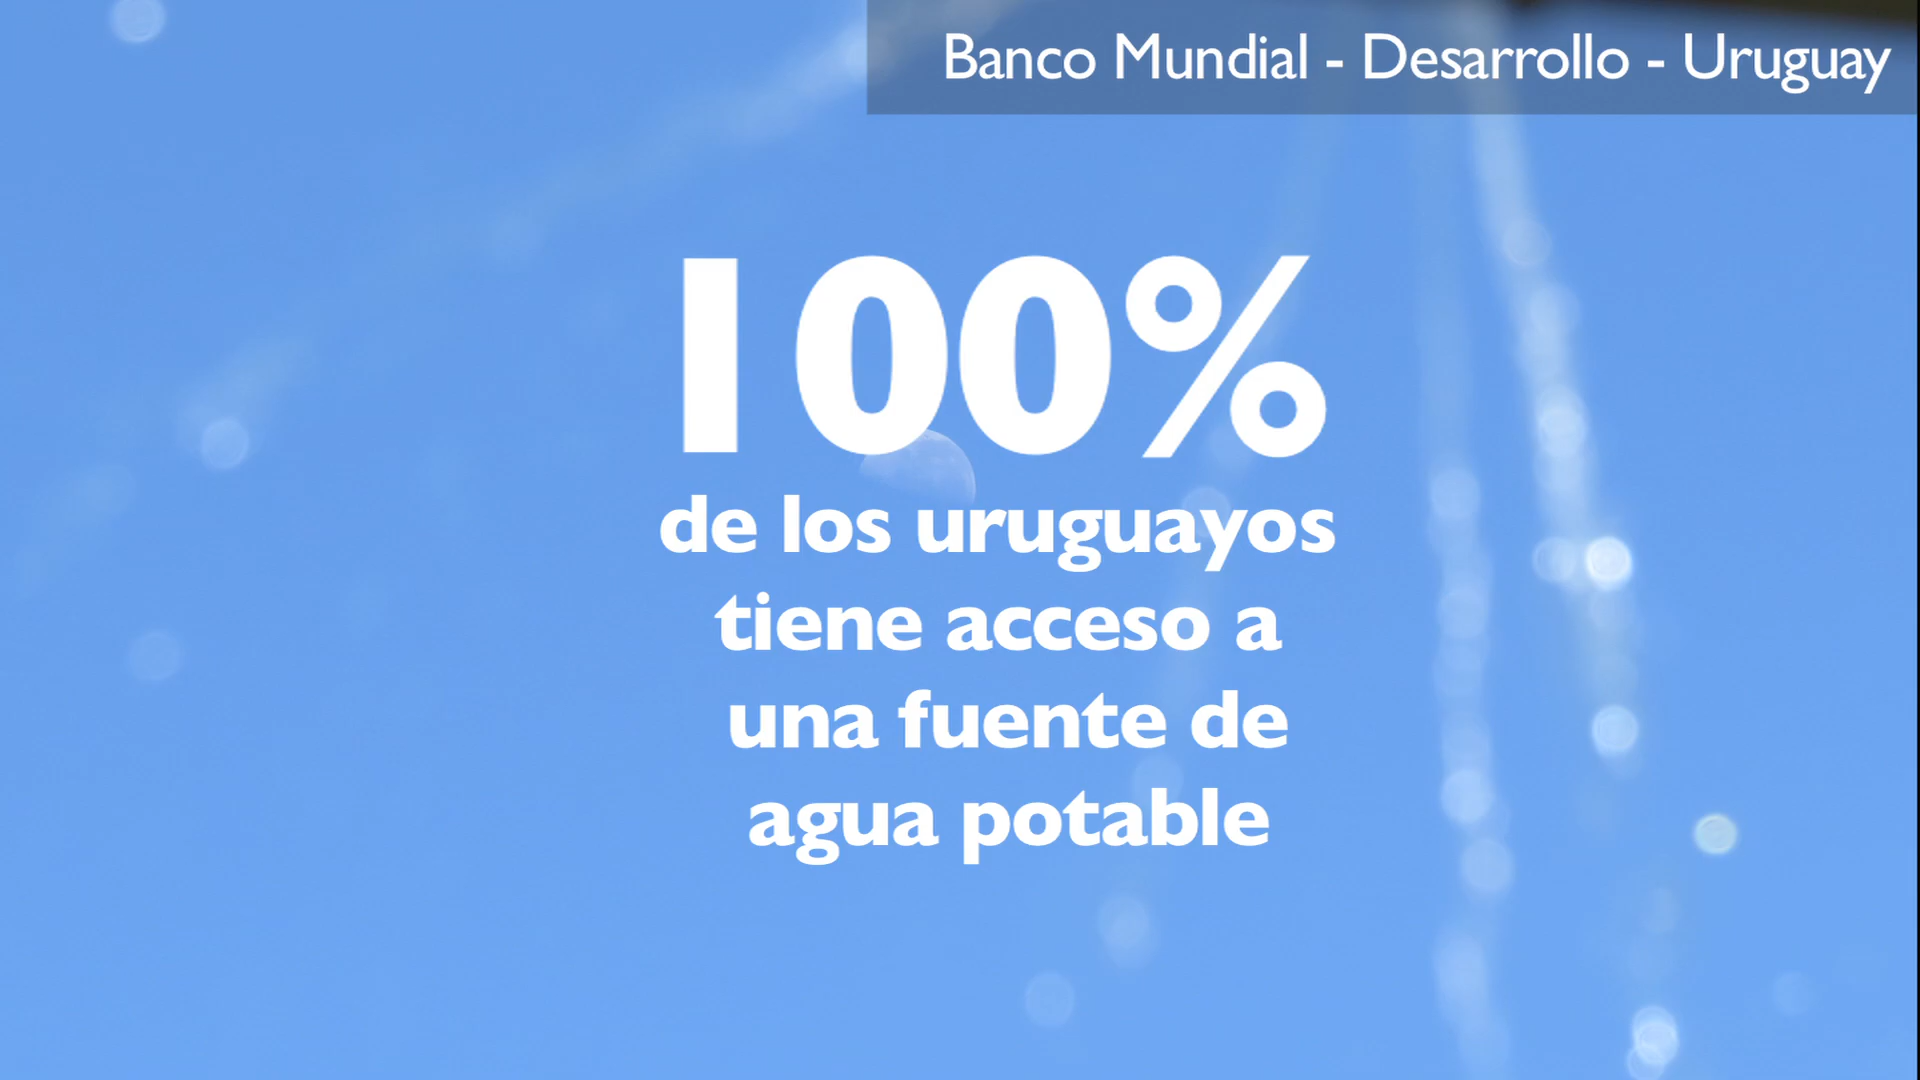 Banco Mundial - Desarrollo - Uruguay
100%
de los uruguayos
tiene acceso a
una fuente de
agua potable